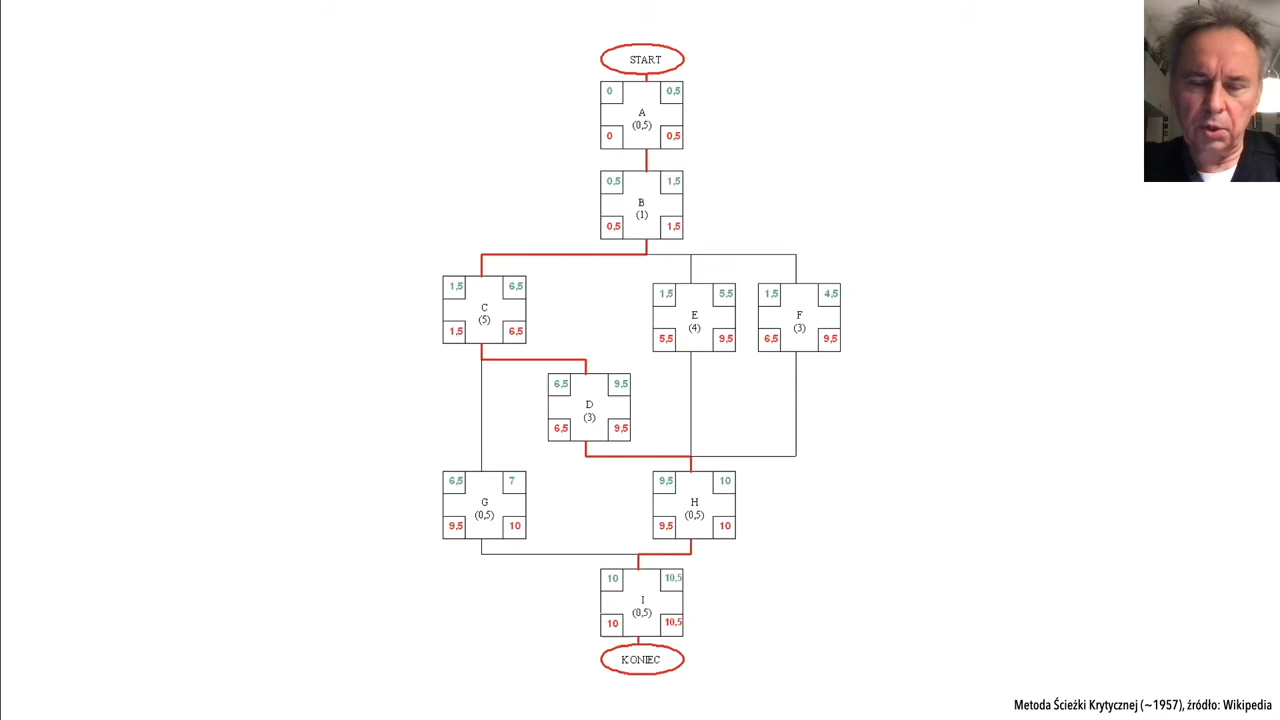 START
0 0,5
A
(0,5)
0 0,5
0,5 1,5
B
(1)
0,5 1,5
1,5 6,5
C
(5)
1,5 6,5
1,5 5,5
E
(4)
5,5 9,5
1,5 4,5
F
(3)
6,5 9,5
6,5 9,5
D
(3)
6,5 9,5
6,5 7
G
(0,5)
9,5 10
9,5 10
H
(0,5)
9,5 10
10 10,5
I
(0,5)
10 10,5
KONIEC
Metoda Ścieżki Krytycznej (~1957), źródło: Wikipedia